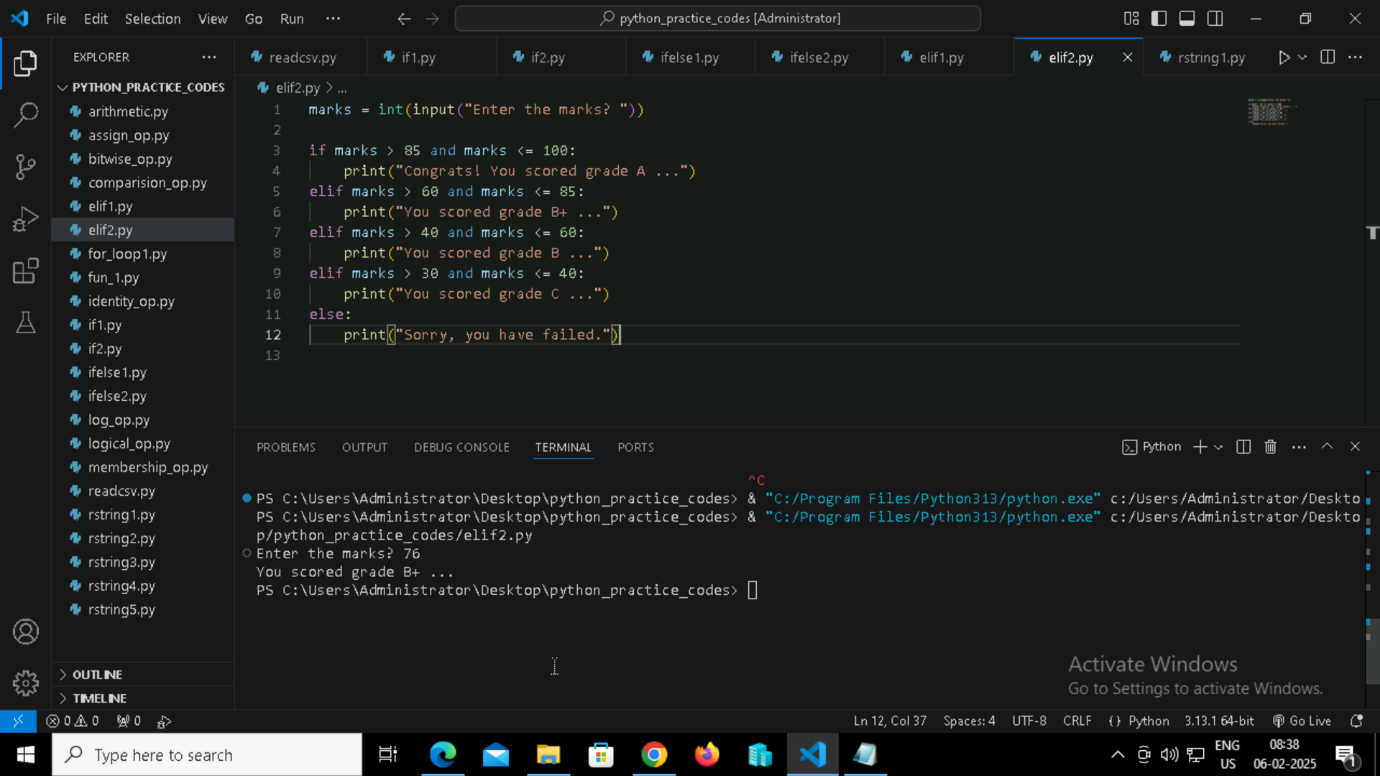 File Edit Selection View Go Run ··· python_practice_codes [Administrator]
EXPLORER ···
readcsv.py if1.py if2.py ifelse1.py ifelse2.py elif1.py elif2.py rstring1.py
PYTHON_PRACTICE_CODES
arithmetic.py
assign_op.py
bitwise_op.py
comparision_op.py
elif1.py
elif2.py
for_loop1.py
fun_1.py
identity_op.py
if1.py
if2.py
ifelse1.py
ifelse2.py
log_op.py
logical_op.py
membership_op.py
readcsv.py
rstring1.py
rstring2.py
rstring3.py
rstring4.py
rstring5.py
OUTLINE
TIMELINE
elif2.py > ...
1 marks = int(input("Enter the marks? "))
2
3 if marks > 85 and marks <= 100:
4     print("Congrats! You scored grade A ...")
5 elif marks > 60 and marks <= 85:
6     print("You scored grade B+ ...")
7 elif marks > 40 and marks <= 60:
8     print("You scored grade B ...")
9 elif marks > 30 and marks <= 40:
10     print("You scored grade C ...")
11 else:
12     print("Sorry, you have failed.")
13
PROBLEMS OUTPUT DEBUG CONSOLE TERMINAL PORTS Python
^C
PS C:\Users\Administrator\Desktop\python_practice_codes> & "C:/Program Files/Python313/python.exe" c:/Users/Administrator/Deskto
PS C:\Users\Administrator\Desktop\python_practice_codes> & "C:/Program Files/Python313/python.exe" c:/Users/Administrator/Deskto
p/python_practice_codes/elif2.py
Enter the marks? 76
You scored grade B+ ...
PS C:\Users\Administrator\Desktop\python_practice_codes>
Activate Windows
Go to Settings to activate Windows.
0 0 0 Ln 12, Col 37 Spaces: 4 UTF-8 CRLF {} Python 3.13.1 64-bit Go Live
Type here to search
ENG
US
08:38
06-02-2025
1